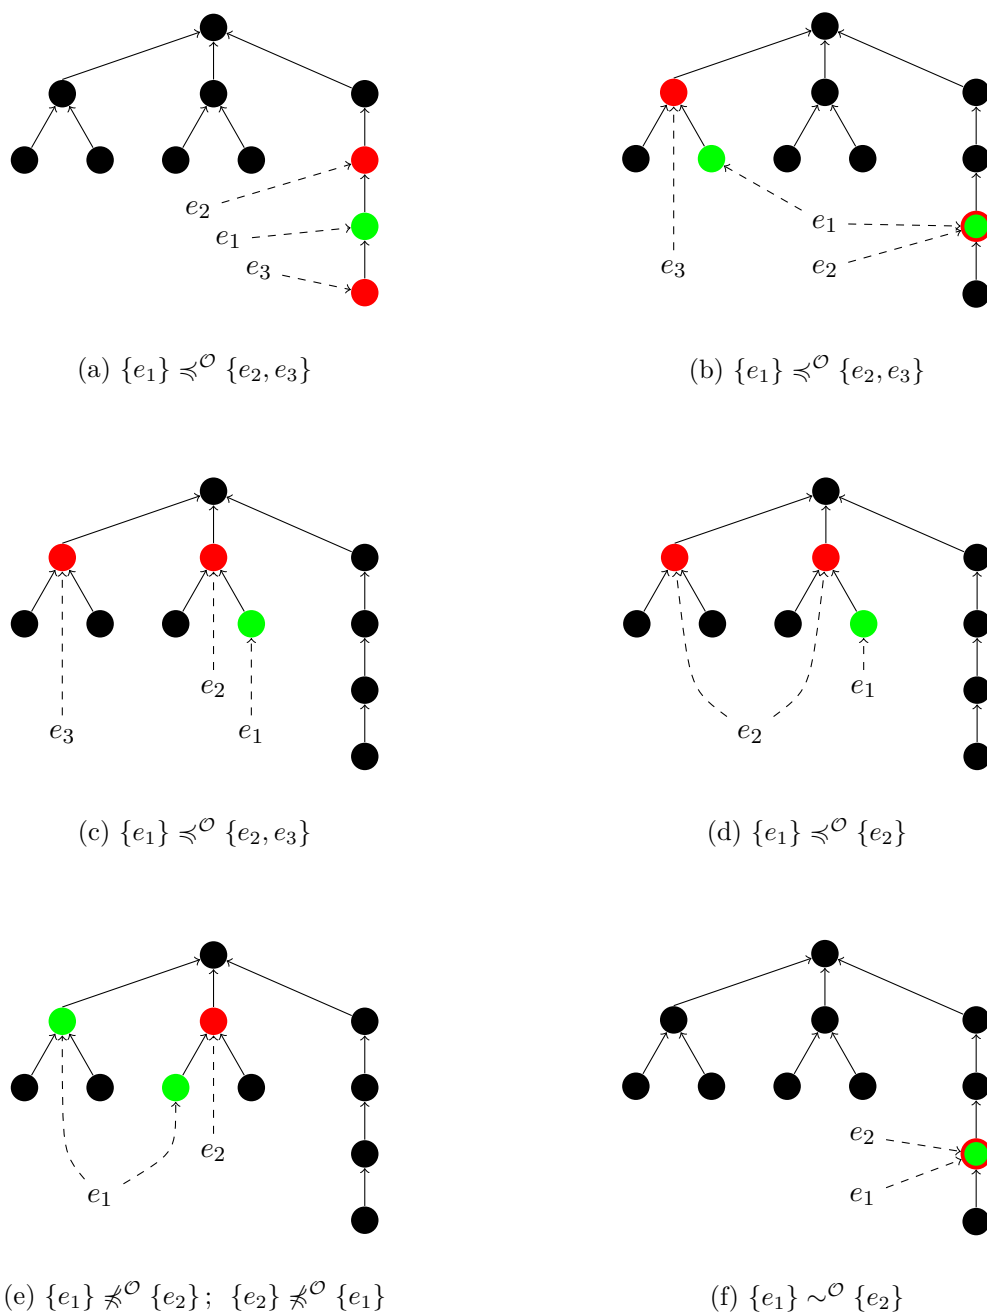 e₂
e₁
e₃
(a) {e₁} ≼^𝒪 {e₂, e₃}
e₁
e₂
e₃
(b) {e₁} ≼^𝒪 {e₂, e₃}
e₂
e₃
e₁
(c) {e₁} ≼^𝒪 {e₂, e₃}
e₁
e₂
(d) {e₁} ≼^𝒪 {e₂}
e₂
e₁
(e) {e₁} ⋠^𝒪 {e₂} ; {e₂} ⋠^𝒪 {e₁}
e₂
e₁
(f) {e₁} ∼^𝒪 {e₂}